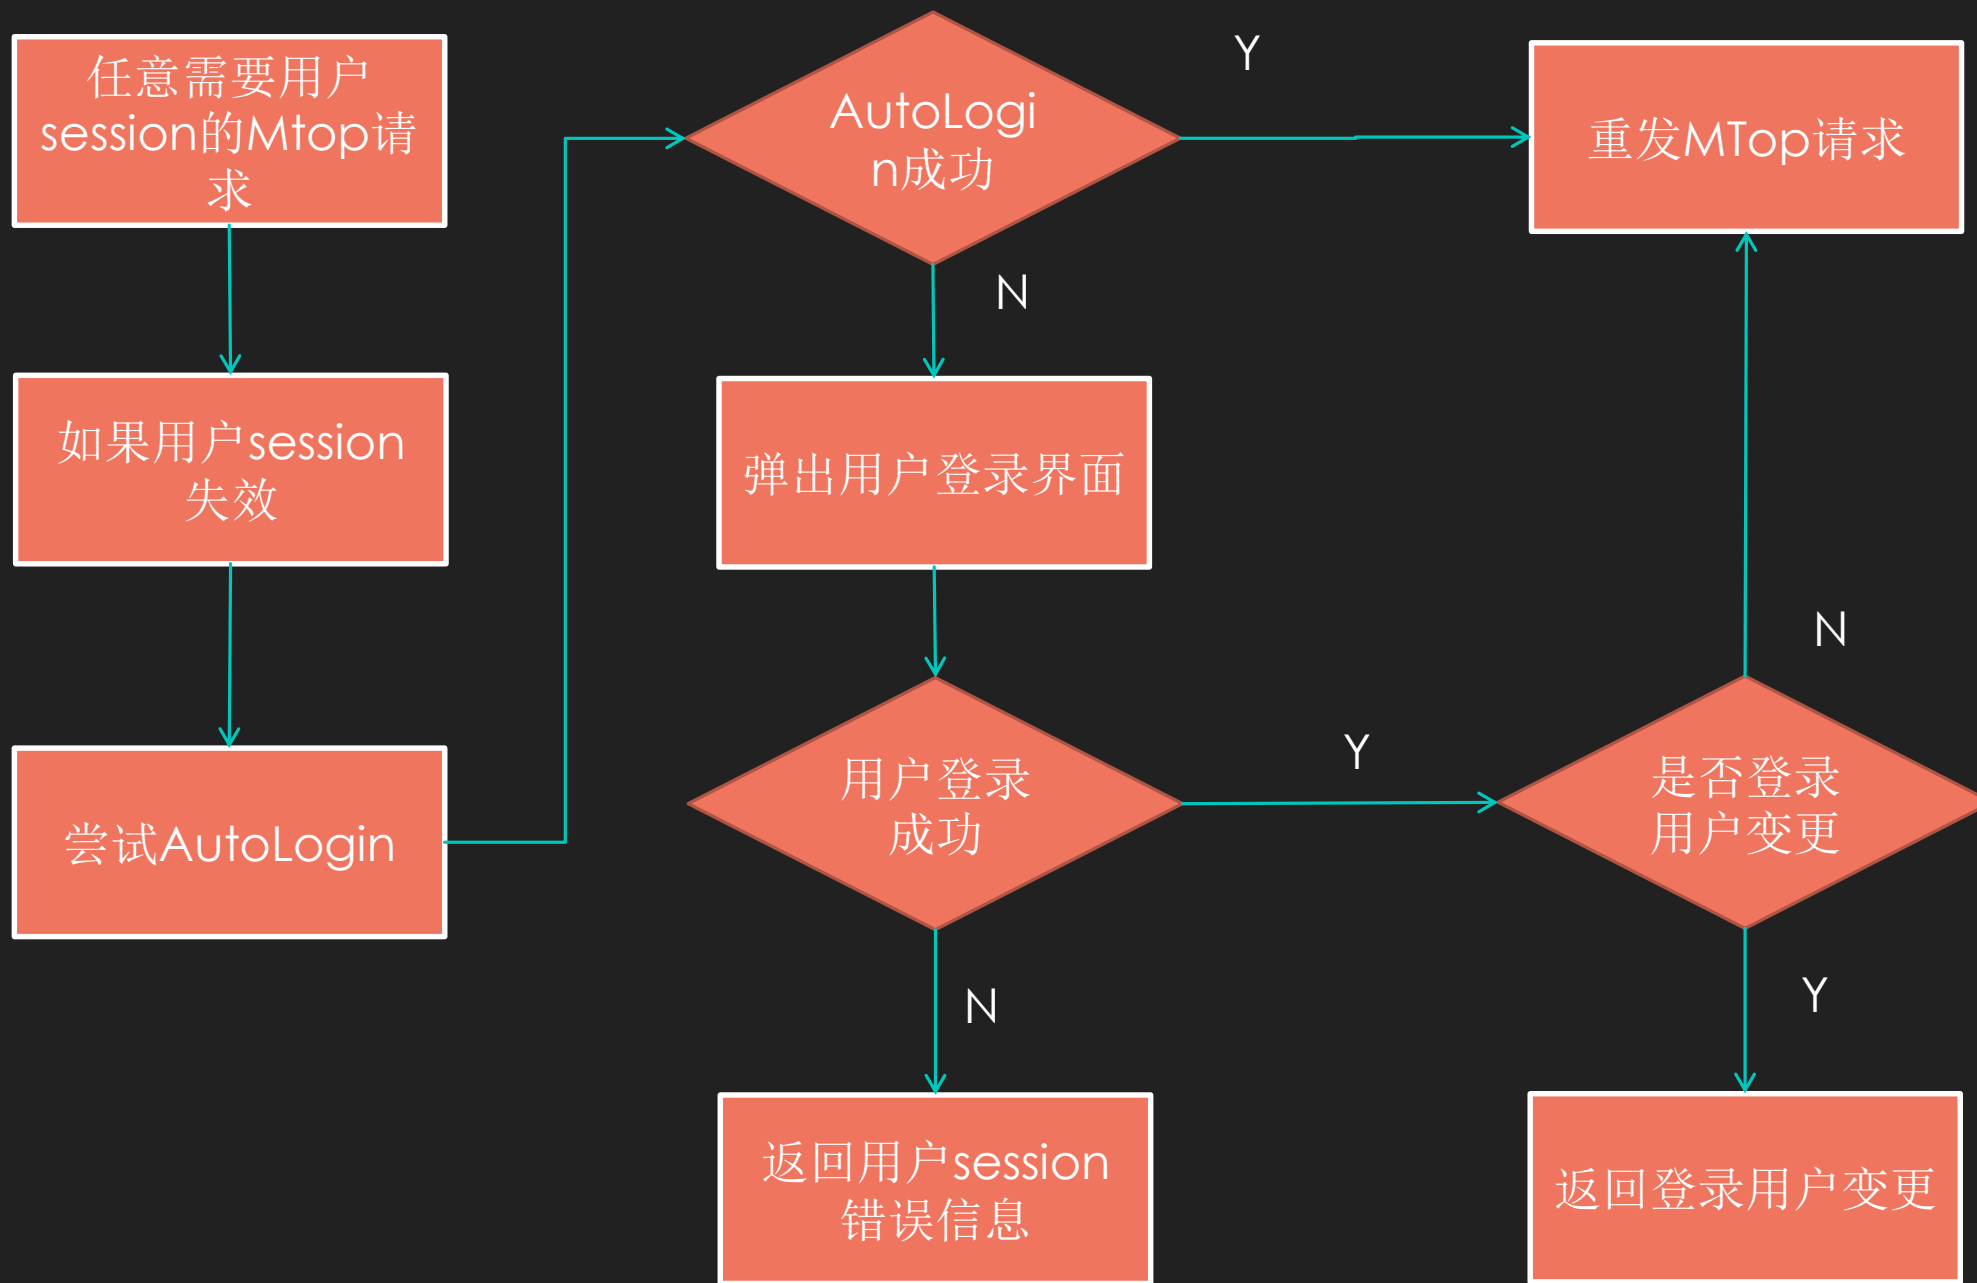 任意需要用户
session的Mtop请
求
如果用户session
失效
尝试AutoLogin
AutoLogi
n成功
Y
N
弹出用户登录界面
用户登录
成功
Y
N
返回用户session
错误信息
重发MTop请求
N
是否登录
用户变更
Y
返回登录用户变更